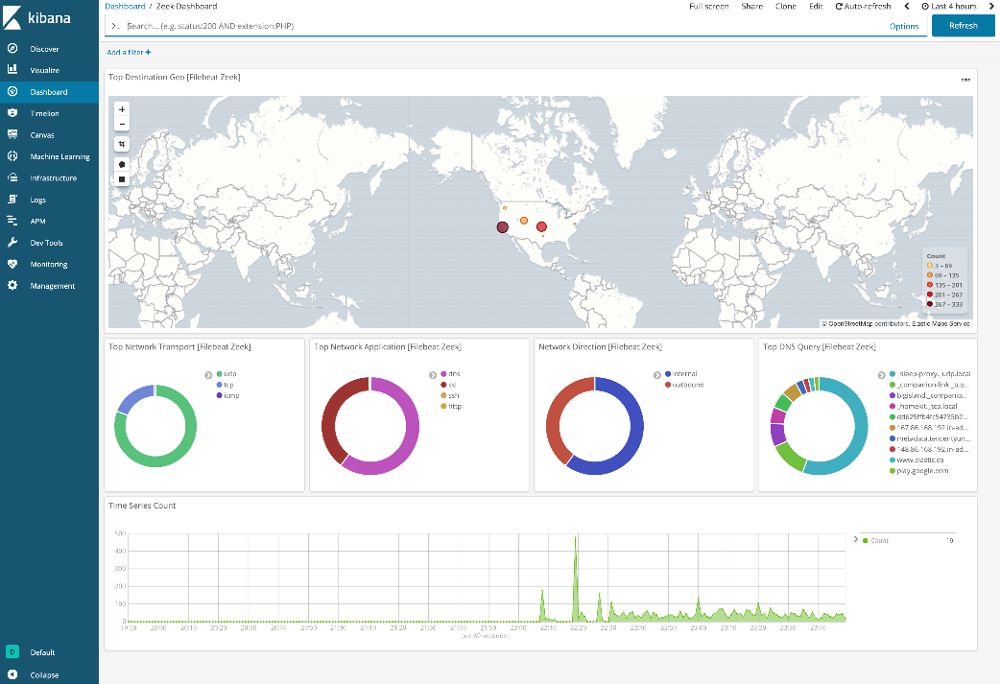 kibana
Discover
Visualize
Dashboard
Timelion
Canvas
Machine Learning
Infrastructure
Logs
APM
Dev Tools
Monitoring
Management
D Default
Collapse
Dashboard / Zeek Dashboard
Full screen Share Clone Edit Auto-refresh Last 4 hours
>_ Search... (e.g. status:200 AND extension:PHP) Options Refresh
Add a filter +
Top Destination Geo [Filebeat Zeek]
+
−
Count
3 – 69
69 – 135
135 – 201
201 – 267
267 – 333
© OpenStreetMap contributors, Elastic Maps Service
Top Network Transport [Filebeat Zeek]
udp
tcp
icmp
Top Network Application [Filebeat Zeek]
dns
ssl
ssh
http
Network Direction [Filebeat Zeek]
internal
outbound
Top DNS Query [Filebeat Zeek]
_sleep-proxy._udp.local
_companion-link._tcp...
bigisland._companio...
_homekit._tcp.local
dd625ffb4fc54735b2...
167.86.168.192.in-ad...
metadata.tencentyun...
148.86.168.192.in-ad...
www.elastic.co
play.google.com
Time Series Count
500
400
300
200
100
0
19:50 20:00 20:10 20:20 20:30 20:40 20:50 21:00 21:10 21:20 21:30 21:40 21:50 22:00 22:10 22:20 22:30 22:40 22:50 23:00 23:10 23:20 23:30 23:40
per 60 seconds
Count 19